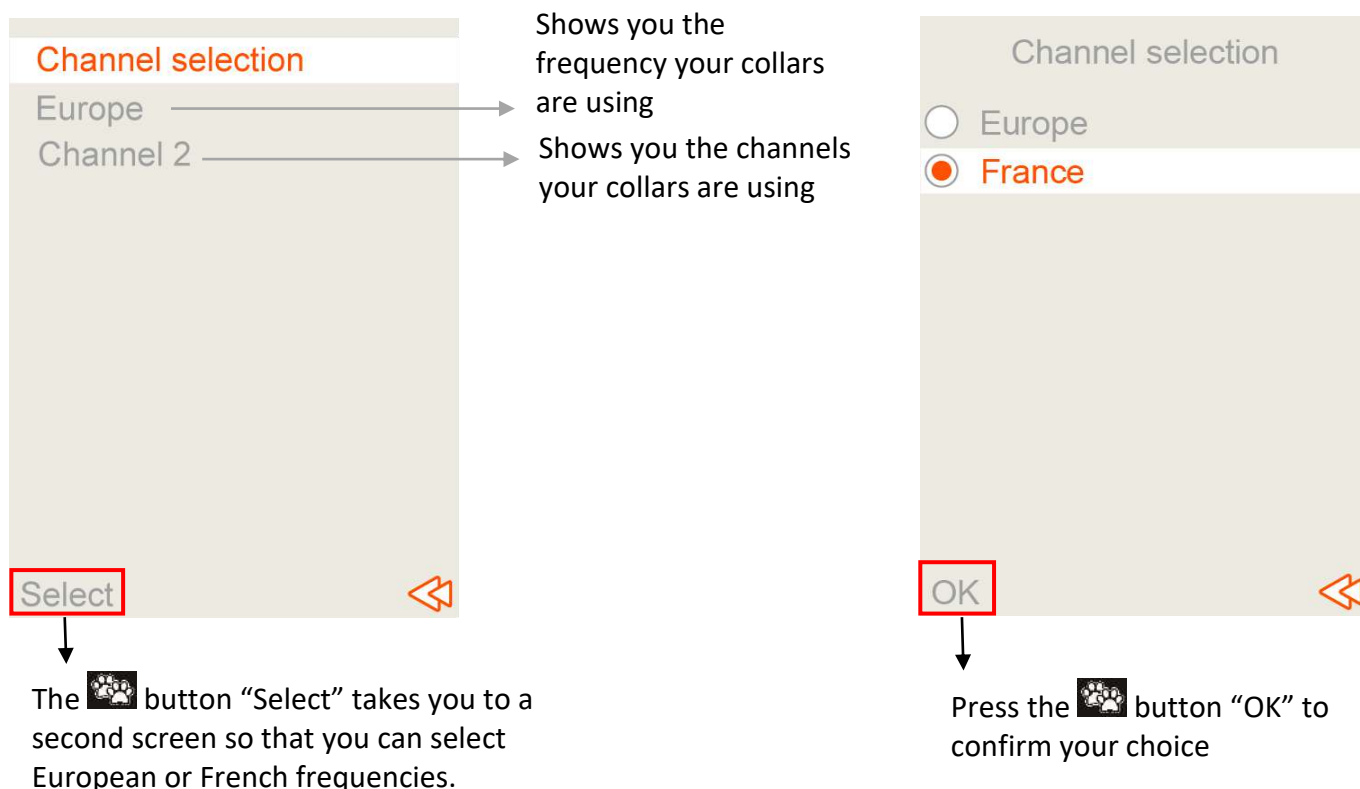 Channel selection
Europe
Channel 2
Select
Shows you the
frequency your collars
are using
Shows you the channels
your collars are using
The button “Select” takes you to a
second screen so that you can select
European or French frequencies.
Channel selection
Europe
France
OK
Press the button “OK” to
confirm your choice